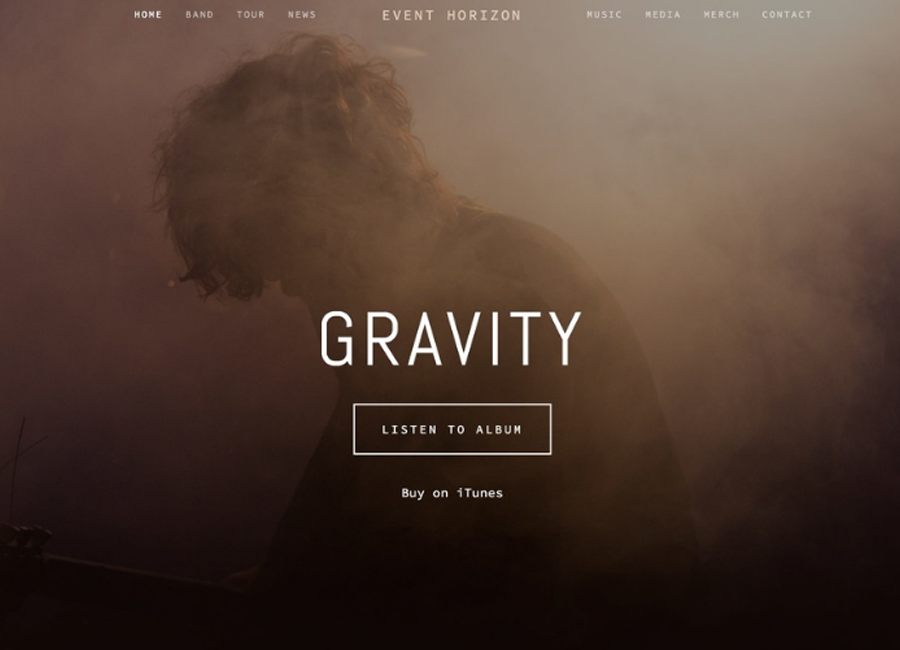 HOME BAND TOUR NEWS EVENT HORIZON MUSIC MEDIA MERCH CONTACT
GRAVITY
LISTEN TO ALBUM
Buy on iTunes